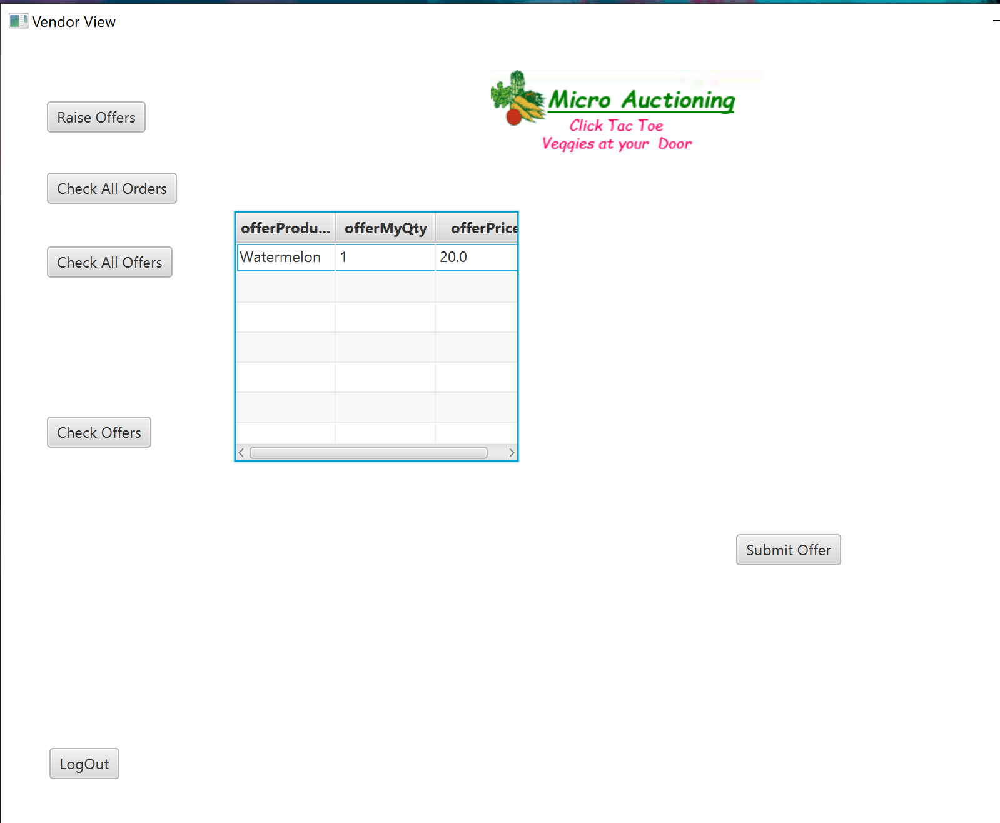 Vendor View
Micro Auctioning
Click Tac Toe
Veggies at your Door
Raise Offers
Check All Orders
Check All Offers
offerProdu... offerMyQty offerPrice
Watermelon 1 20.0
Check Offers
Submit Offer
LogOut